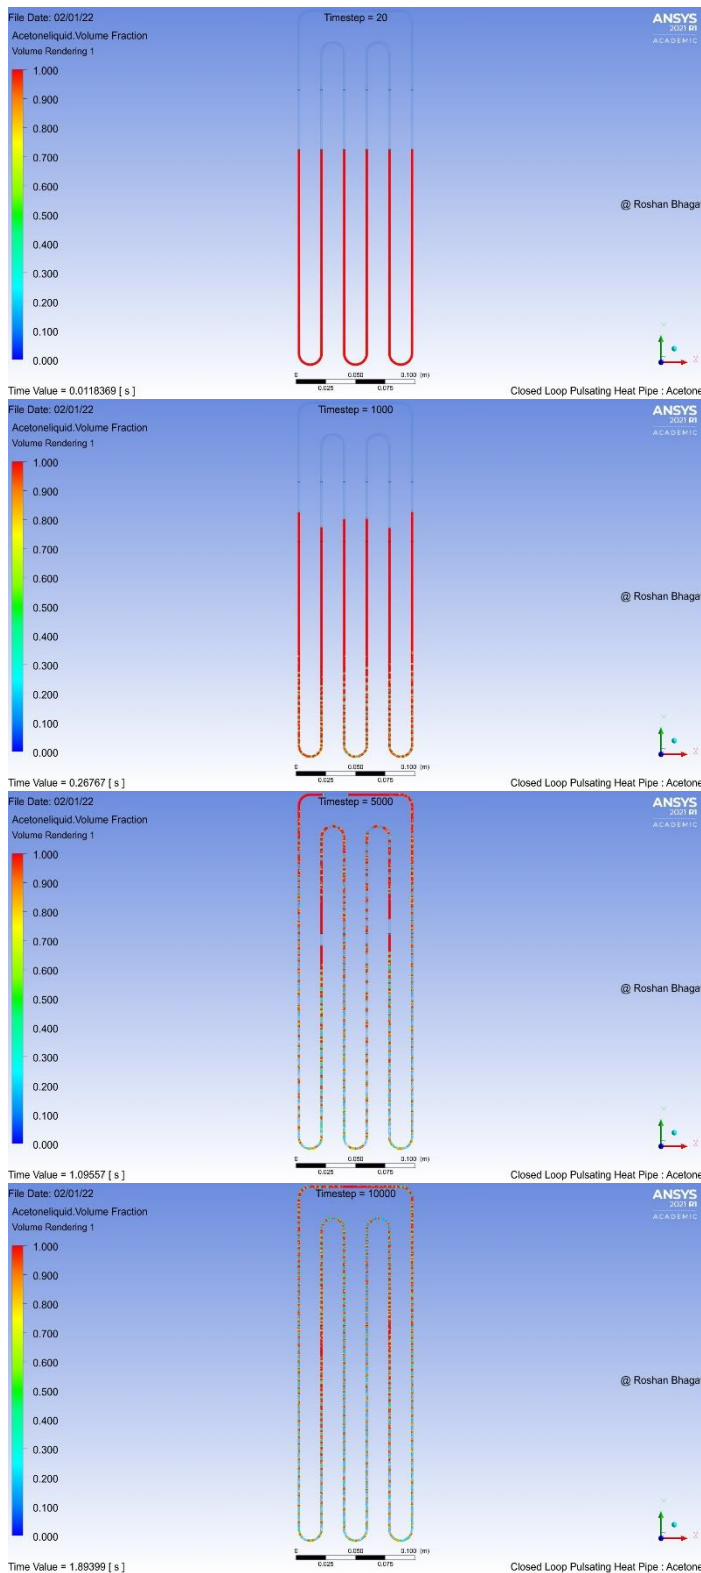 File Date: 02/01/22
Timestep = 20
ANSYS
2021 R1
ACADEMIC
Acetoneliquid.Volume Fraction
Volume Rendering 1
1.000
0.900
0.800
0.700
0.600
0.500
0.400
0.300
0.200
0.100
0.000
@ Roshan Bhaga
Y
X
0 0.050 0.100 (m)
0.025 0.075
Time Value = 0.0118369 [ s ]
Closed Loop Pulsating Heat Pipe : Acetone
File Date: 02/01/22
Timestep = 1000
ANSYS
2021 R1
ACADEMIC
Acetoneliquid.Volume Fraction
Volume Rendering 1
1.000
0.900
0.800
0.700
0.600
0.500
0.400
0.300
0.200
0.100
0.000
@ Roshan Bhaga
Y
X
0 0.050 0.100 (m)
0.025 0.075
Time Value = 0.26767 [ s ]
Closed Loop Pulsating Heat Pipe : Acetone
File Date: 02/01/22
Timestep = 5000
ANSYS
2021 R1
ACADEMIC
Acetoneliquid.Volume Fraction
Volume Rendering 1
1.000
0.900
0.800
0.700
0.600
0.500
0.400
0.300
0.200
0.100
0.000
@ Roshan Bhaga
Y
X
0 0.050 0.100 (m)
0.025 0.075
Time Value = 1.09557 [ s ]
Closed Loop Pulsating Heat Pipe : Acetone
File Date: 02/01/22
Timestep = 10000
ANSYS
2021 R1
ACADEMIC
Acetoneliquid.Volume Fraction
Volume Rendering 1
1.000
0.900
0.800
0.700
0.600
0.500
0.400
0.300
0.200
0.100
0.000
@ Roshan Bhaga
Y
X
0 0.050 0.100 (m)
0.025 0.075
Time Value = 1.89399 [ s ]
Closed Loop Pulsating Heat Pipe : Acetone